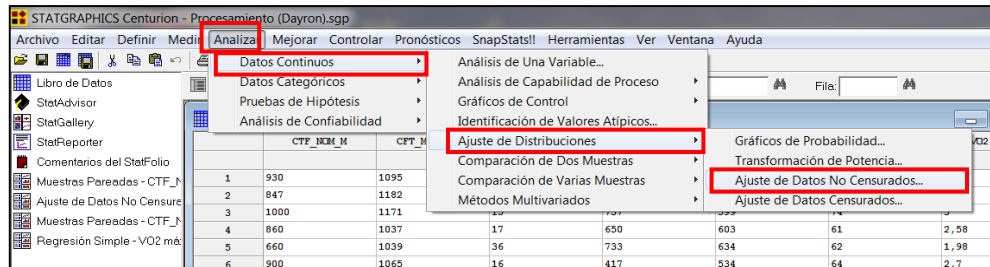 STATGRAPHICS Centurion - Procesamiento (Dayron).sgp
Archivo Editar Definir Medir Analizar Mejorar Controlar Pronósticos SnapStats!! Herramientas Ver Ventana Ayuda
Datos Continuos
Datos Categóricos
Pruebas de Hipótesis
Análisis de Confiabilidad
Análisis de Una Variable...
Análisis de Capabilidad de Proceso
Gráficos de Control
Identificación de Valores Atípicos...
Ajuste de Distribuciones
Comparación de Dos Muestras
Comparación de Varias Muestras
Métodos Multivariados
Gráficos de Probabilidad...
Transformación de Potencia...
Ajuste de Datos No Censurados...
Ajuste de Datos Censurados...
Fila:
Libro de Datos
StatAdvisor
StatGallery
StatReporter
Comentarios del StatFolio
Muestras Pareadas - CTF_N
Ajuste de Datos No Censure
Muestras Pareadas - CTF_N
Regresión Simple - VO2 má
CTF_NOM_M CFT_M
1 930 1095
2 847 1182
3 1000 1171
4 860 1037 17 650 603 61 2,58
5 660 1039 36 733 634 62 1,98
6 900 1065 16 417 534 64 2,7